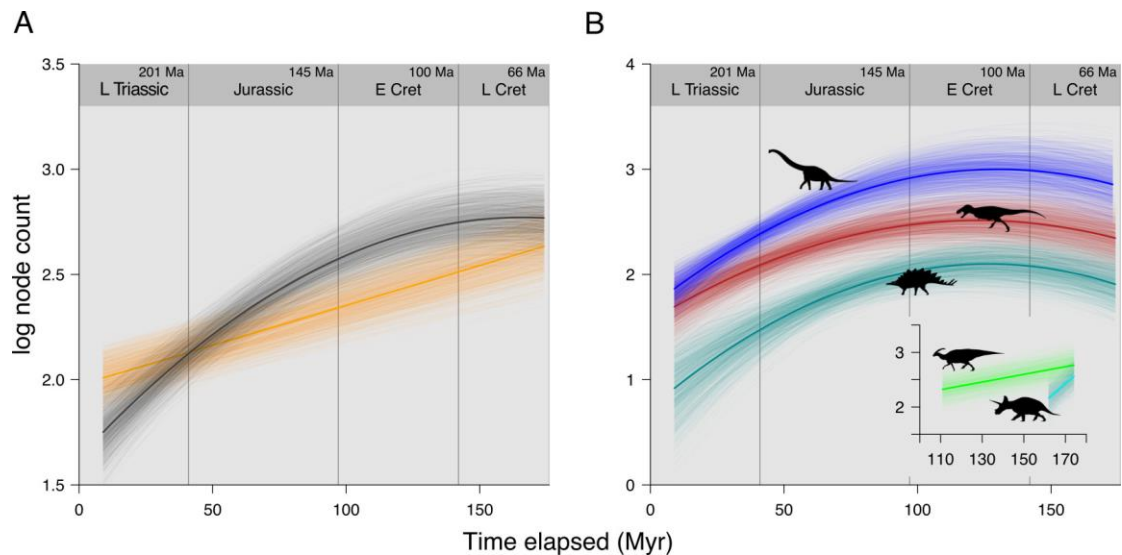 A
B
log node count
3.5
3.0
2.5
2.0
1.5
201 Ma
145 Ma
100 Ma
66 Ma
L Triassic
Jurassic
E Cret
L Cret
0
50
100
150
4
3
2
1
0
201 Ma
145 Ma
100 Ma
66 Ma
L Triassic
Jurassic
E Cret
L Cret
3
2
110
130
150
170
0
50
100
150
Time elapsed (Myr)